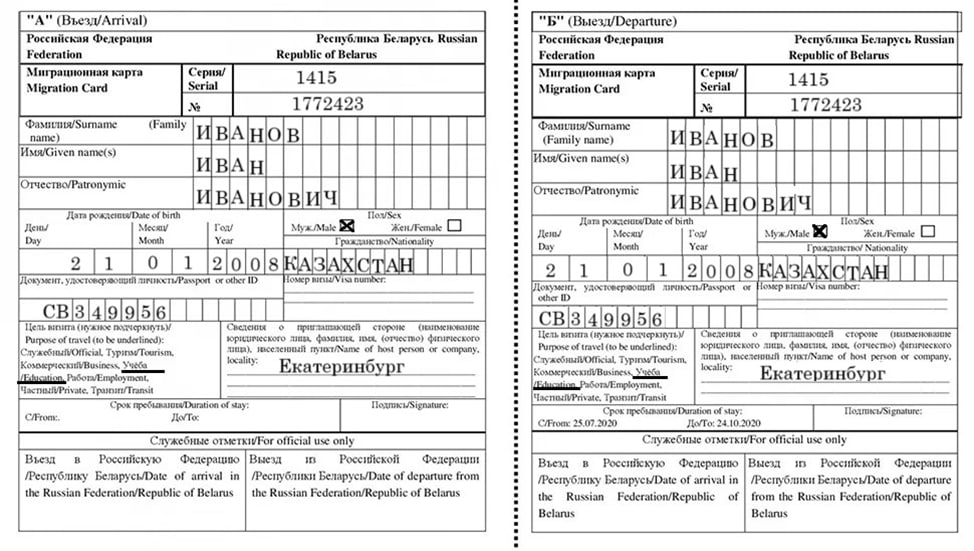 "А" (Въезд/Arrival)
Российская Федерация Республика Беларусь Russian
Federation Republic of Belarus
Миграционная карта
Migration Card
Серия/
Serial
1415
№
1772423
Фамилия/Surname (Family
name)
ИВАНОВ
Имя/Given name(s)
ИВАН
Отчество/Patronymic
ИВАНОВИЧ
Дата рождения/Date of birth
День/
Day
Месяц/
Month
Год/
Year
Пол/Sex
Муж./Male Жен./Female
Гражданство/Nationality
21 01 2008 КАЗАХСТАН
Документ, удостоверяющий личность/Passport or other ID
Номер визы/Visa number:
СВ349956
Цель визита (нужное подчеркнуть)/
Purpose of travel (to be underlined):
Служебный/Official, Туризм/Tourism,
Коммерческий/Business, Учёба
/Education, Работа/Employment,
Частный/Private, Транзит/Transit
Сведения о приглашающей стороне (наименование
юридического лица, фамилия, имя, (отчество) физического
лица), населенный пункт/Name of host person or company,
locality:
Екатеринбург
Срок пребывания/Duration of stay:
С/From:. До/To:
Подпись/Signature:
Служебные отметки/For official use only
Въезд в Российскую Федерацию
/Республику Беларусь/Date of arrival in
the Russian Federation/Republic of Belarus
Выезд из Российской Федерации
/Республики Беларусь/Date of departure from
the Russian Federation/Republic of Belarus
"Б" (Выезд/Departure)
Российская Федерация Республика Беларусь Russian
Federation Republic of Belarus
Миграционная карта
Migration Card
Серия/
Serial
1415
№
1772423
Фамилия/Surname
(Family name)
ИВАНОВ
Имя/Given name(s)
ИВАН
Отчество/Patronymic
ИВАНОВИЧ
Дата рождения/Date of birth
День/
Day
Месяц/
Month
Год/
Year
Пол/Sex
Муж./Male Жен./Female
Гражданство/ Nationality
21 01 2008 КАЗАХСТАН
Документ, удостоверяющий личность/Passport or
other ID
Номер визы/Visa number:
СВ349956
Цель визита (нужное подчеркнуть)/
Purpose of travel (to be underlined):
Служебный/Official, Туризм/Tourism,
Коммерческий/Business, Учёба
/Education, Работа/Employment,
Частный/Private, Транзит/Transit
Сведения о приглашающей стороне (наименование
юридического лица, фамилия, имя, (отчество) физического
лица), населенный пункт/Name of host person or company,
locality:
Екатеринбург
Срок пребывания/Duration of stay:
С/From: 25.07.2020 До/To: 24.10.2020
Подпись/Signature:
Служебные отметки/For official use only
Въезд в Российскую Федерацию
/Республику Беларусь/Date of arrival in
the Russian Federation/Republic of
Belarus
Выезд из Российской Федерации
/Республики Беларусь/Date of departure
from the Russian Federation/Republic of
Belarus